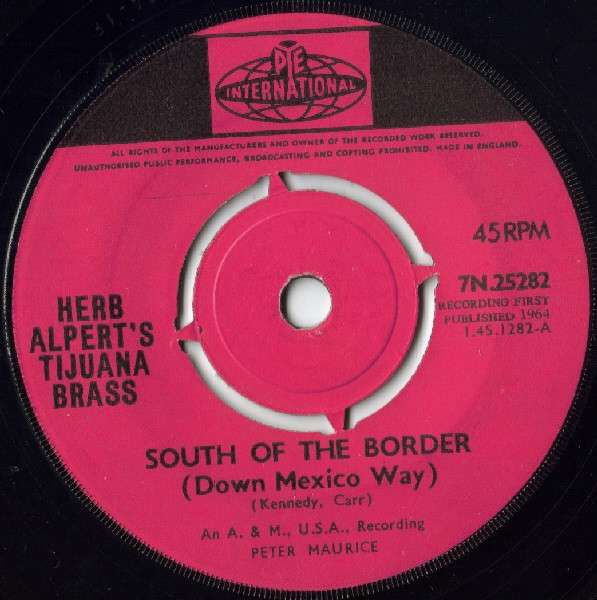 PYE
INTERNATIONAL
ALL RIGHTS OF THE MANUFACTURERS AND OWNER OF THE RECORDED WORK RESERVED.
UNAUTHORISED PUBLIC PERFORMANCE, BROADCASTING AND COPYING PROHIBITED. MADE IN ENGLAND.
45 RPM
7N.25282
RECORDING FIRST
PUBLISHED 1964
1.45.1282-A
HERB
ALPERT'S
TIJUANA
BRASS
SOUTH OF THE BORDER
(Down Mexico Way)
(Kennedy, Carr)
An A. & M., U.S.A., Recording
PETER MAURICE